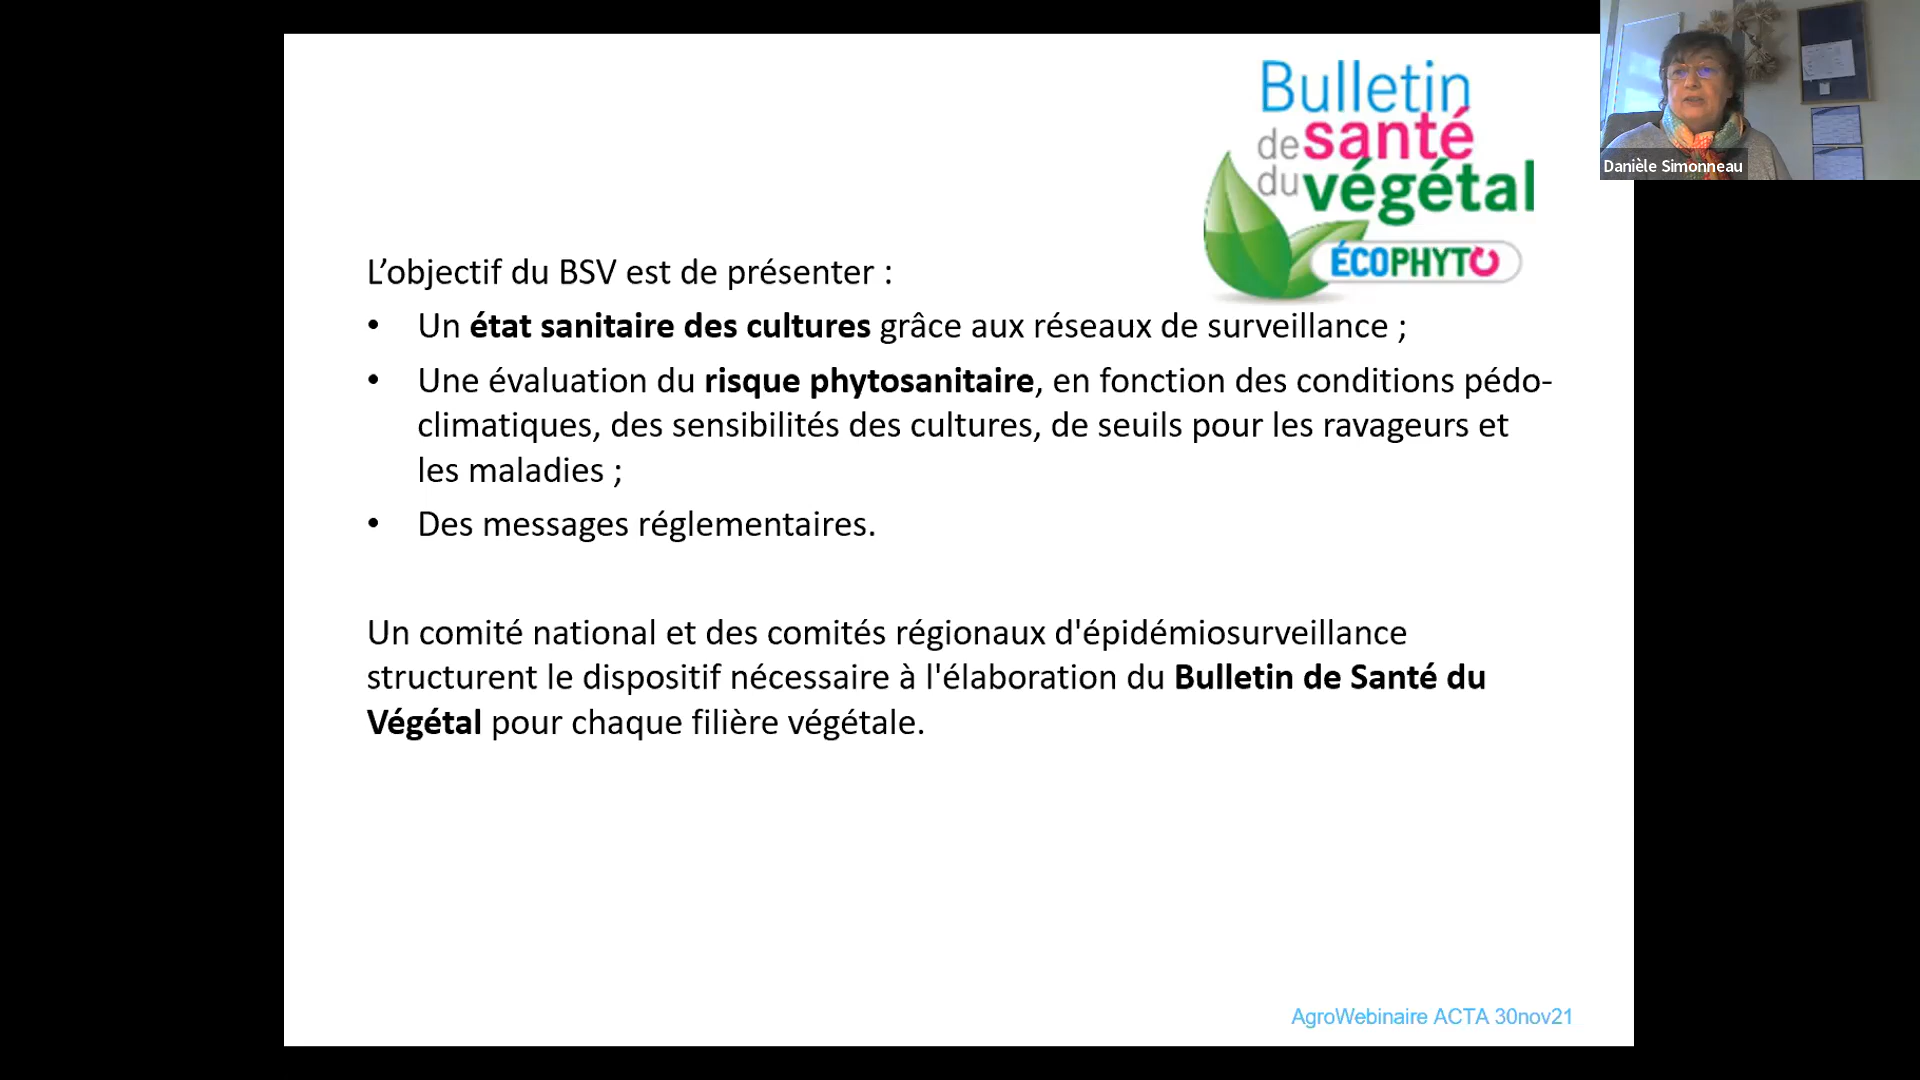 Bulletin
de santé
du végétal
ÉCOPHYTO
Danièle Simonneau
L’objectif du BSV est de présenter :
• Un état sanitaire des cultures grâce aux réseaux de surveillance ;
• Une évaluation du risque phytosanitaire, en fonction des conditions pédo-
climatiques, des sensibilités des cultures, de seuils pour les ravageurs et
les maladies ;
• Des messages réglementaires.
Un comité national et des comités régionaux d'épidémiosurveillance
structurent le dispositif nécessaire à l'élaboration du Bulletin de Santé du
Végétal pour chaque filière végétale.
AgroWebinaire ACTA 30nov21